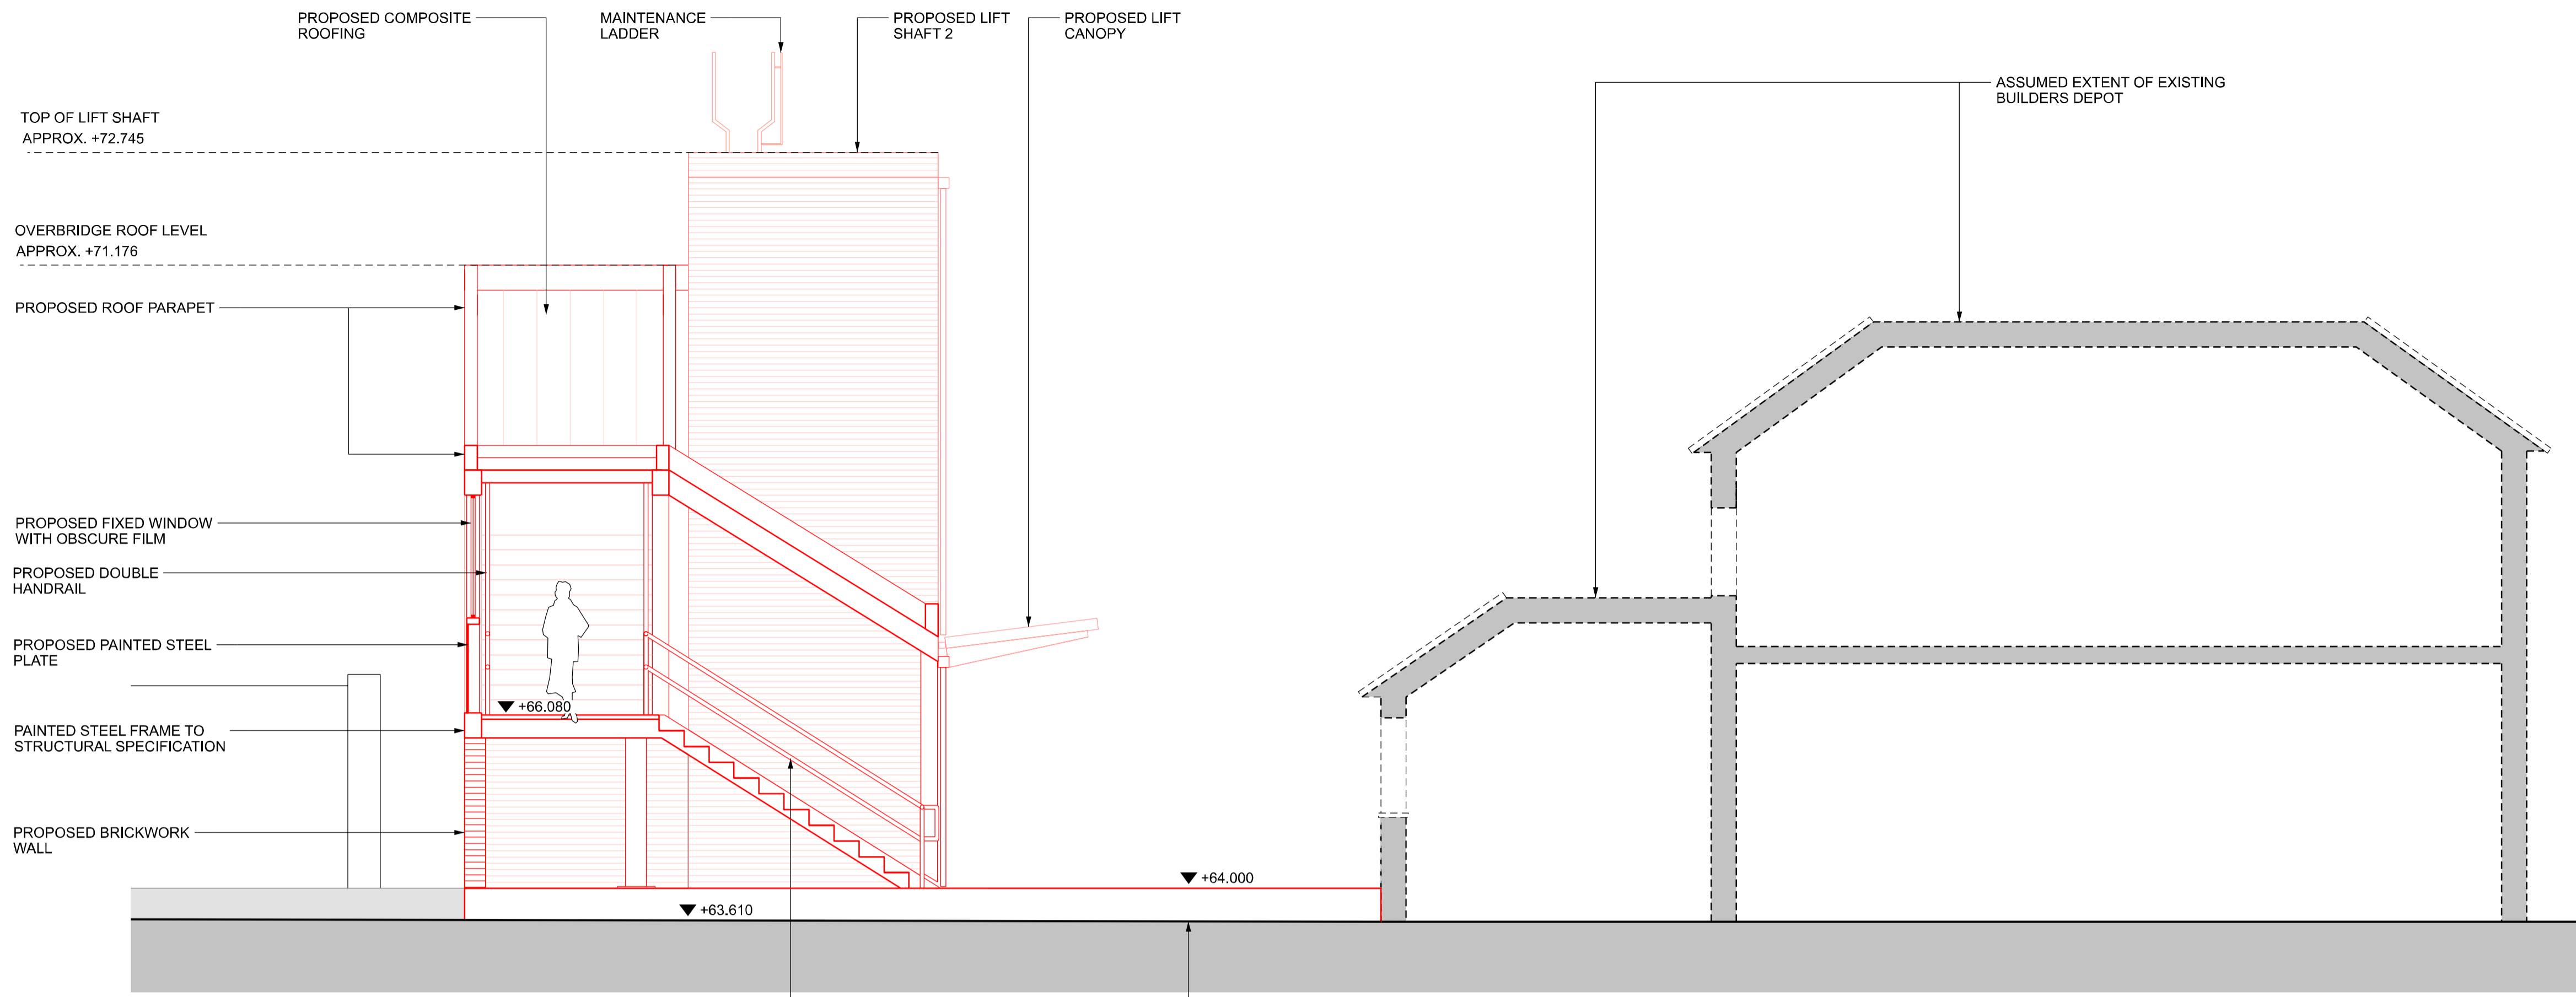 PROPOSED COMPOSITE
ROOFING
MAINTENANCE
LADDER
PROPOSED LIFT
SHAFT 2
PROPOSED LIFT
CANOPY
ASSUMED EXTENT OF EXISTING
BUILDERS DEPOT
TOP OF LIFT SHAFT
APPROX. +72.745
OVERBRIDGE ROOF LEVEL
APPROX. +71.176
PROPOSED ROOF PARAPET
PROPOSED FIXED WINDOW
WITH OBSCURE FILM
PROPOSED DOUBLE
HANDRAIL
PROPOSED PAINTED STEEL
PLATE
+66.080
PAINTED STEEL FRAME TO
STRUCTURAL SPECIFICATION
PROPOSED BRICKWORK
WALL
+64.000
+63.610